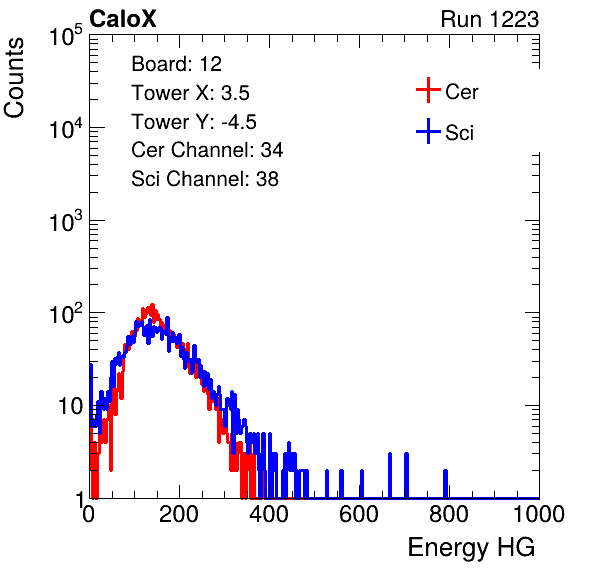 CaloX Run 1223
Counts
Board: 12
Tower X: 3.5
Tower Y: -4.5
Cer Channel: 34
Sci Channel: 38
Cer
Sci
10^5
10^4
10^3
10^2
10
1
0 200 400 600 800 1000
Energy HG